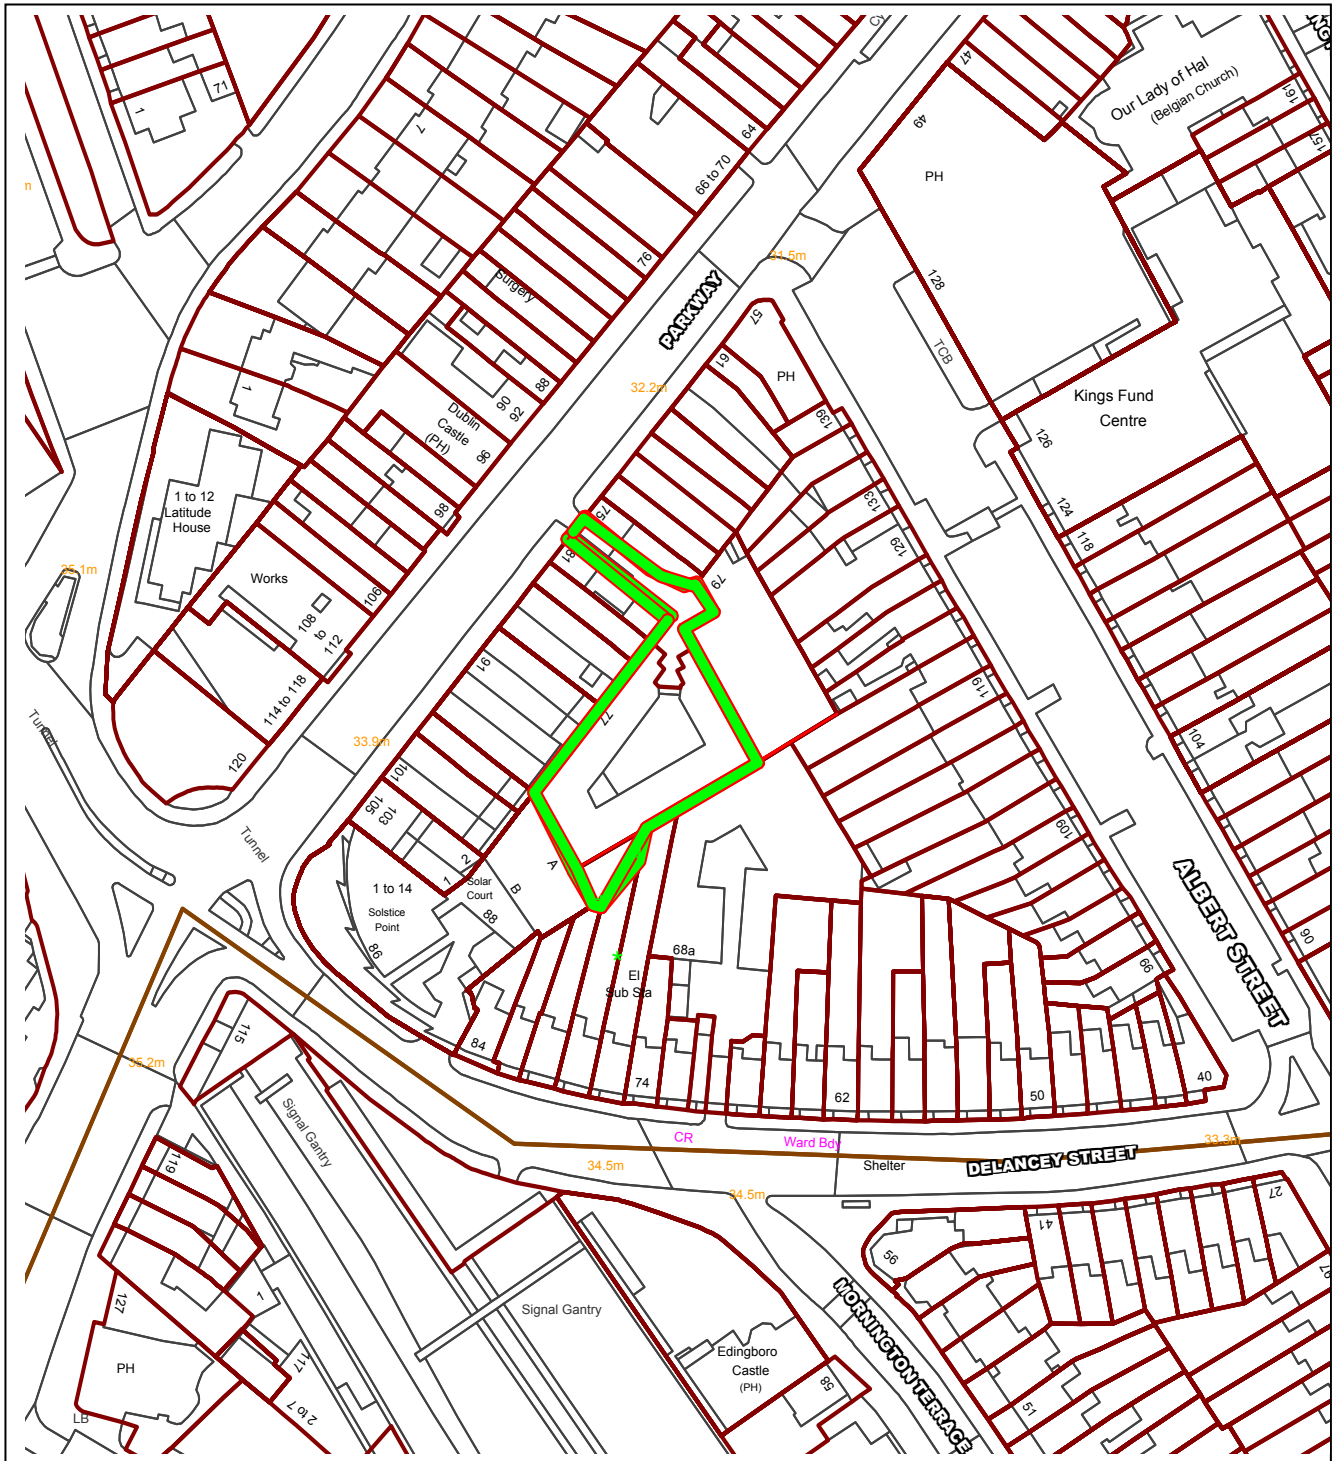 71
1
7
64
66 to 70
76
Surgery
PARKWAY
31.5m
47
49
PH
Our Lady of Hal
(Belgian Church)
161
157
128
TCB
57
61
PH
139
32.2m
88
90
92
96
Dublin
Castle
(PH)
98
1
1 to 12
Latitude
House
Works
106
108
to
112
114 to 118
120
35.1m
Tunnel
Tunnel
33.9m
75
81
79
133
129
119
109
Kings Fund
Centre
126
124
118
104
90
91
77
101
103
105
A
B
2
1
Solar
Court
88
1 to 14
Solstice
Point
86
68a
El
Sub Sta
84
74
62
50
40
66
ALBERT STREET
35.2m
115
Signal Gantry
CR
Ward Bdy
Shelter
DELANCEY STREET
33.3m
34.5m
34.5m
119
127
1
117
2 to 7
PH
LB
Signal Gantry
Edingboro
Castle
(PH)
58
56
41
27
97
51
MORNINGTON TERRACE